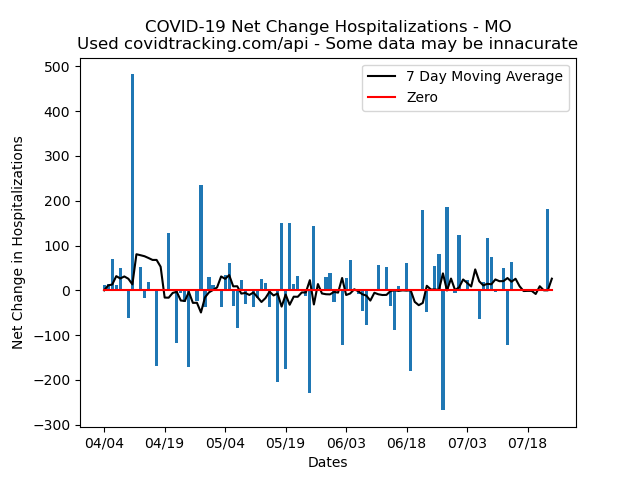 COVID-19 Net Change Hospitalizations - MO
Used covidtracking.com/api - Some data may be innacurate
7 Day Moving Average
Zero
Net Change in Hospitalizations
500
400
300
200
100
0
−100
−200
−300
04/04
04/19
05/04
05/19
06/03
06/18
07/03
07/18
Dates